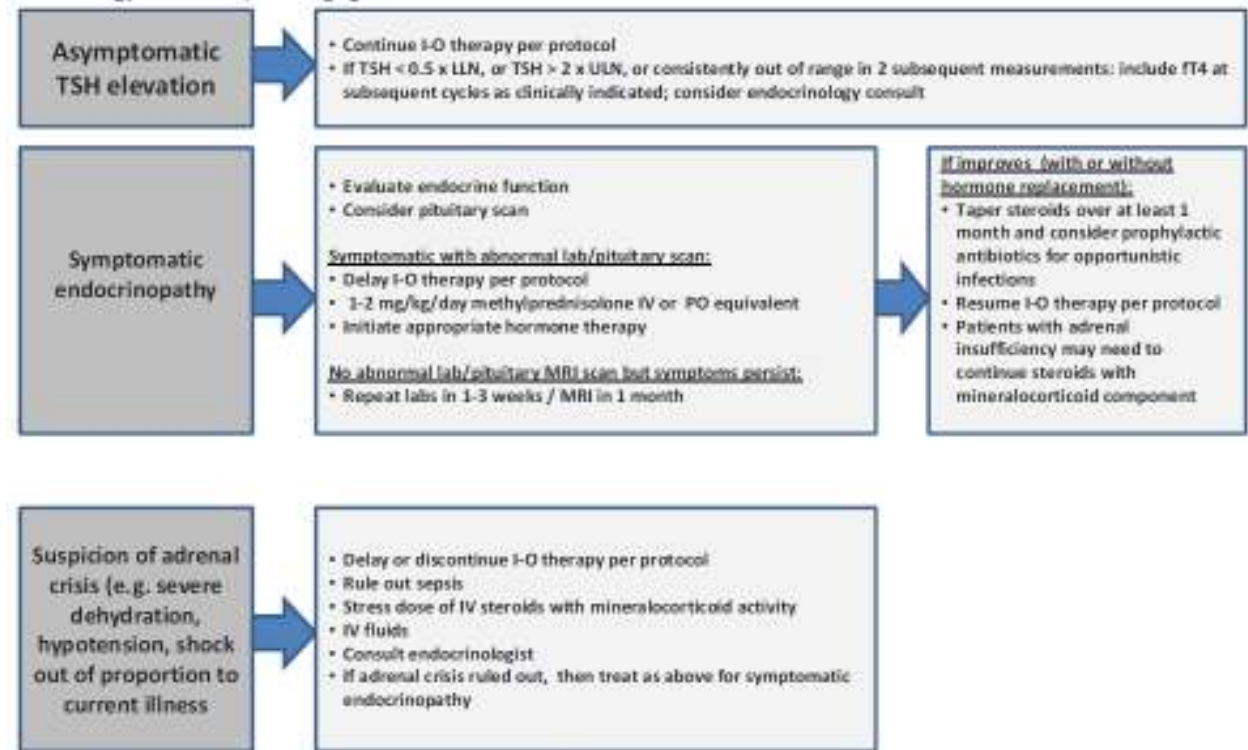 Asymptomatic
TSH elevation
• Continue I-O therapy per protocol
• If TSH < 0.5 x LLN, or TSH > 2 x ULN, or consistently out of range in 2 subsequent measurements: include fT4 at
subsequent cycles as clinically indicated; consider endocrinology consult
Symptomatic
endocrinopathy
• Evaluate endocrine function
• Consider pituitary scan
Symptomatic with abnormal lab/pituitary scan:
• Delay I-O therapy per protocol
• 1-2 mg/kg/day methylprednisolone IV or PO equivalent
• Initiate appropriate hormone therapy
No abnormal lab/pituitary MRI scan but symptoms persist:
• Repeat labs in 1-3 weeks / MRI in 1 month
If improves (with or without
hormone replacement):
• Taper steroids over at least 1
month and consider prophylactic
antibiotics for opportunistic
infections
• Resume I-O therapy per protocol
• Patients with adrenal
insufficiency may need to
continue steroids with
mineralocorticoid component
Suspicion of adrenal
crisis (e.g. severe
dehydration,
hypotension, shock
out of proportion to
current illness
• Delay or discontinue I-O therapy per protocol
• Rule out sepsis
• Stress dose of IV steroids with mineralocorticoid activity
• IV fluids
• Consult endocrinologist
• If adrenal crisis ruled out, then treat as above for symptomatic
endocrinopathy